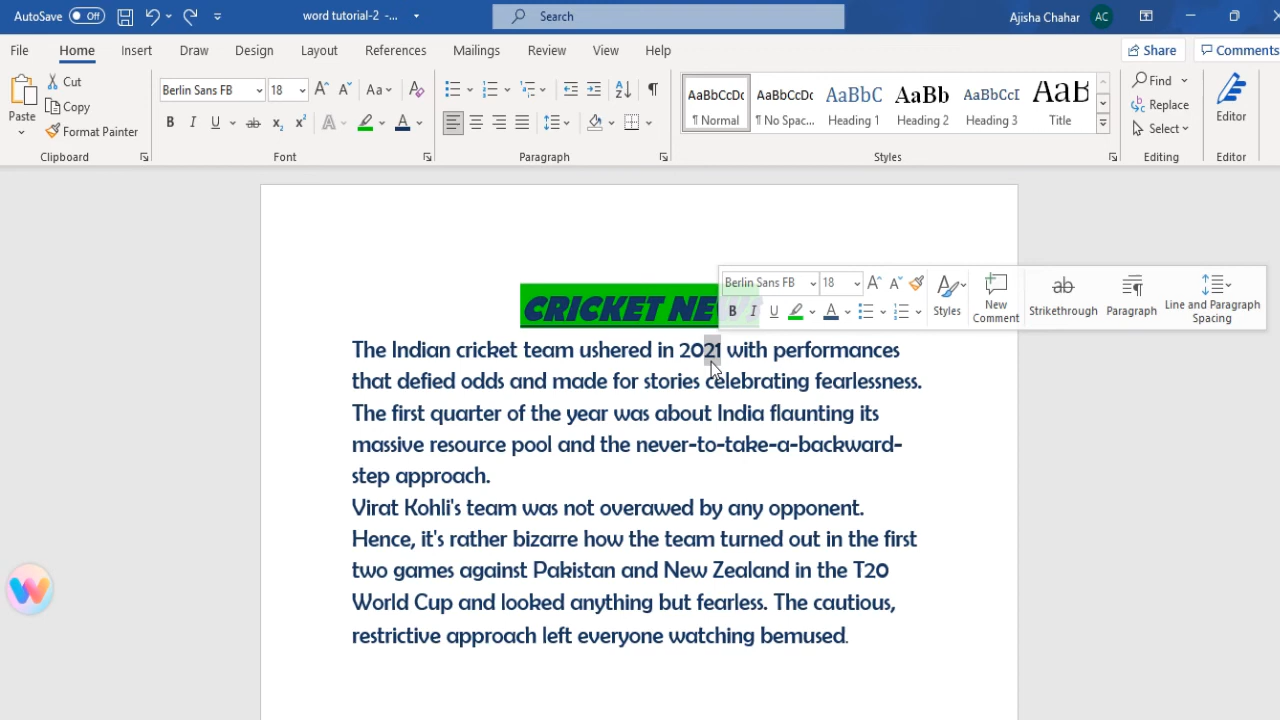 AutoSave Off word tutorial-2 -... Search Ajisha Chahar AC
File Home Insert Draw Design Layout References Mailings Review View Help Share Comments
Paste Cut Copy Format Painter Clipboard
Berlin Sans FB 18 Aa Font
Paragraph
AaBbCcDc ¶ Normal AaBbCcDc ¶ No Spac... AaBbC Heading 1 AaBb Heading 2 AaBbCcI Heading 3 AaB Title Styles
Find Replace Select Editing
Editor Editor
Berlin Sans FB 18 Styles New Comment Strikethrough Paragraph Line and Paragraph Spacing
CRICKET NEWS
The Indian cricket team ushered in 2021 with performances
that defied odds and made for stories celebrating fearlessness.
The first quarter of the year was about India flaunting its
massive resource pool and the never-to-take-a-backward-
step approach.
Virat Kohli's team was not overawed by any opponent.
Hence, it's rather bizarre how the team turned out in the first
two games against Pakistan and New Zealand in the T20
World Cup and looked anything but fearless. The cautious,
restrictive approach left everyone watching bemused.